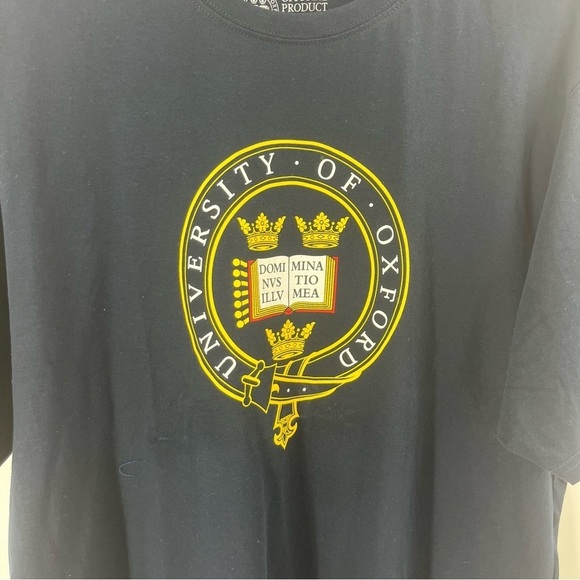 PRODUCT
UNIVERSITY · OF · OXFORD
DOMI MINA
NVS TIO
ILLV MEA